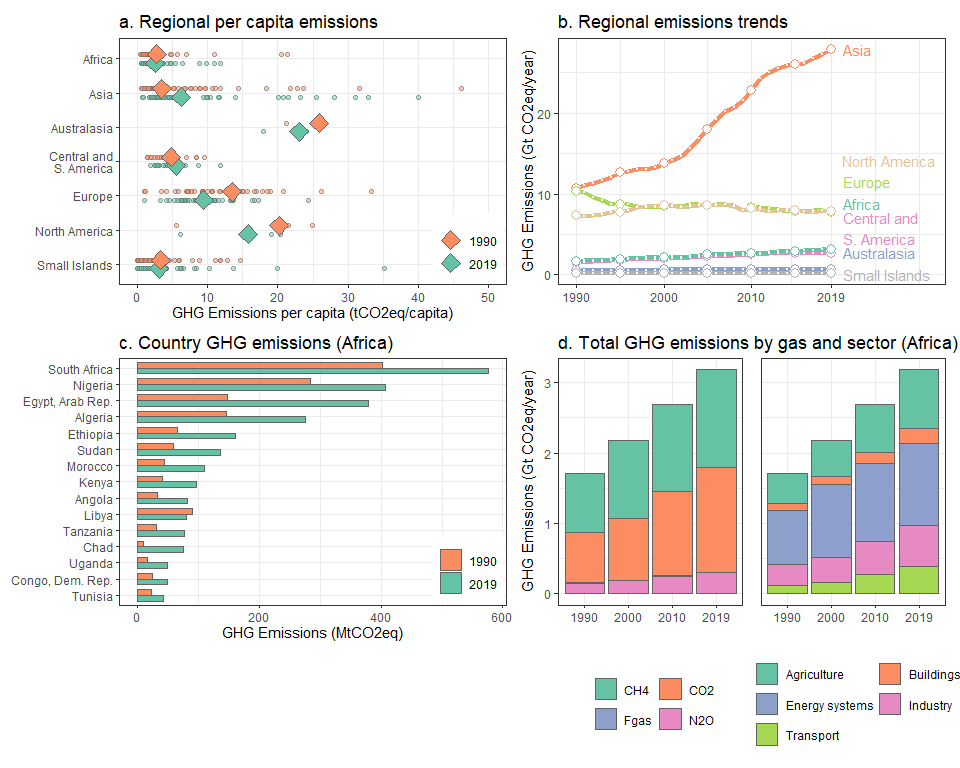 a. Regional per capita emissions
Africa
Asia
Australasia
Central and
S. America
Europe
North America
Small Islands
1990
2019
0 10 20 30 40 50
GHG Emissions per capita (tCO2eq/capita)
b. Regional emissions trends
GHG Emissions (Gt CO2eq/year)
20
10
0
Asia
North America
Europe
Africa
Central and
S. America
Australasia
Small Islands
1990 2000 2010 2019
c. Country GHG emissions (Africa)
South Africa
Nigeria
Egypt, Arab Rep.
Algeria
Ethiopia
Sudan
Morocco
Kenya
Angola
Libya
Tanzania
Chad
Uganda
Congo, Dem. Rep.
Tunisia
1990
2019
0 200 400 600
GHG Emissions (MtCO2eq)
d. Total GHG emissions by gas and sector (Africa)
GHG Emissions (Gt CO2eq/year)
3
2
1
0
1990 2000 2010 2019
1990 2000 2010 2019
CH4 CO2
Fgas N2O
Agriculture Buildings
Energy systems Industry
Transport